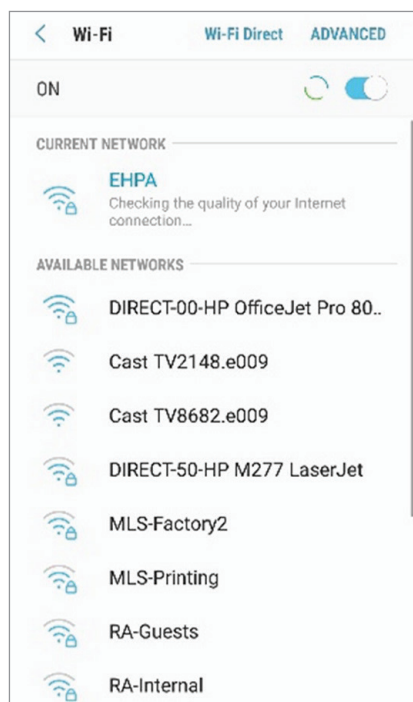 Wi-Fi Wi-Fi Direct ADVANCED
ON
CURRENT NETWORK
EHPA
Checking the quality of your Internet
connection...
AVAILABLE NETWORKS
DIRECT-00-HP OfficeJet Pro 80..
Cast TV2148.e009
Cast TV8682.e009
DIRECT-50-HP M277 LaserJet
MLS-Factory2
MLS-Printing
RA-Guests
RA-Internal